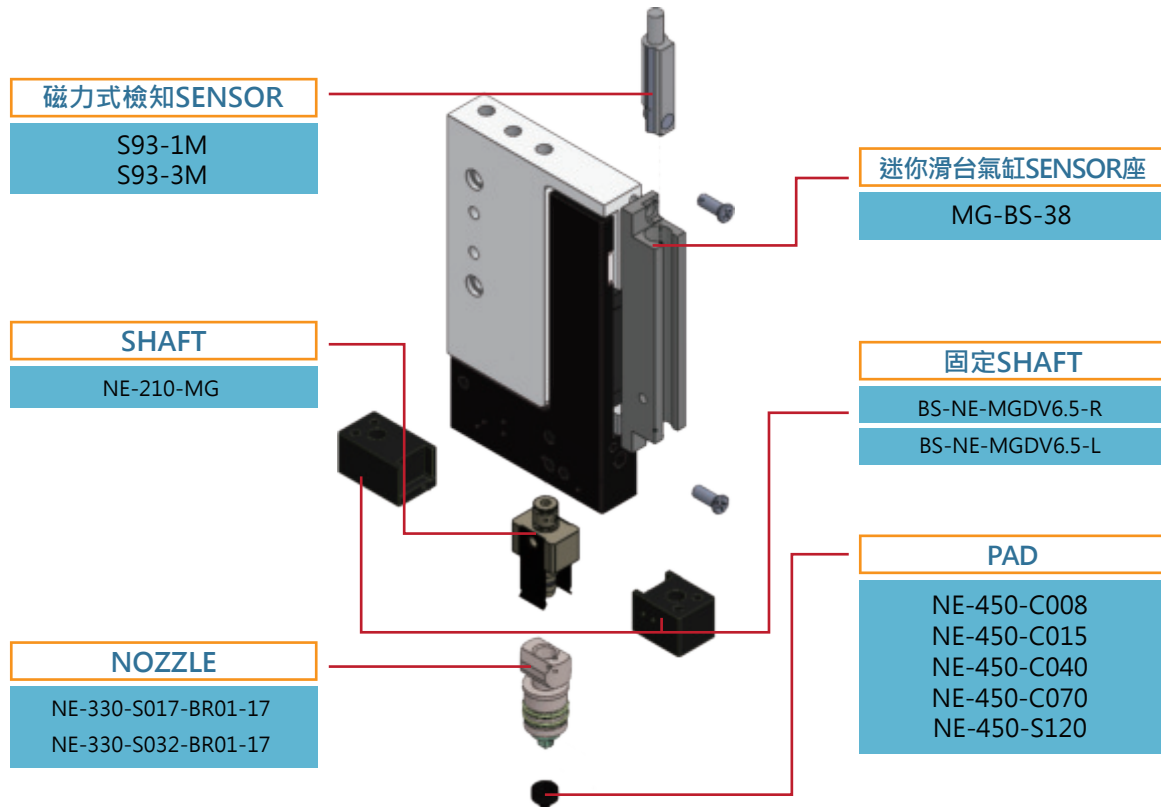 磁力式檢知SENSOR
S93-1M
S93-3M
SHAFT
NE-210-MG
NOZZLE
NE-330-S017-BR01-17
NE-330-S032-BR01-17
迷你滑台氣缸SENSOR座
MG-BS-38
固定SHAFT
BS-NE-MGDV6.5-R
BS-NE-MGDV6.5-L
PAD
NE-450-C008
NE-450-C015
NE-450-C040
NE-450-C070
NE-450-S120